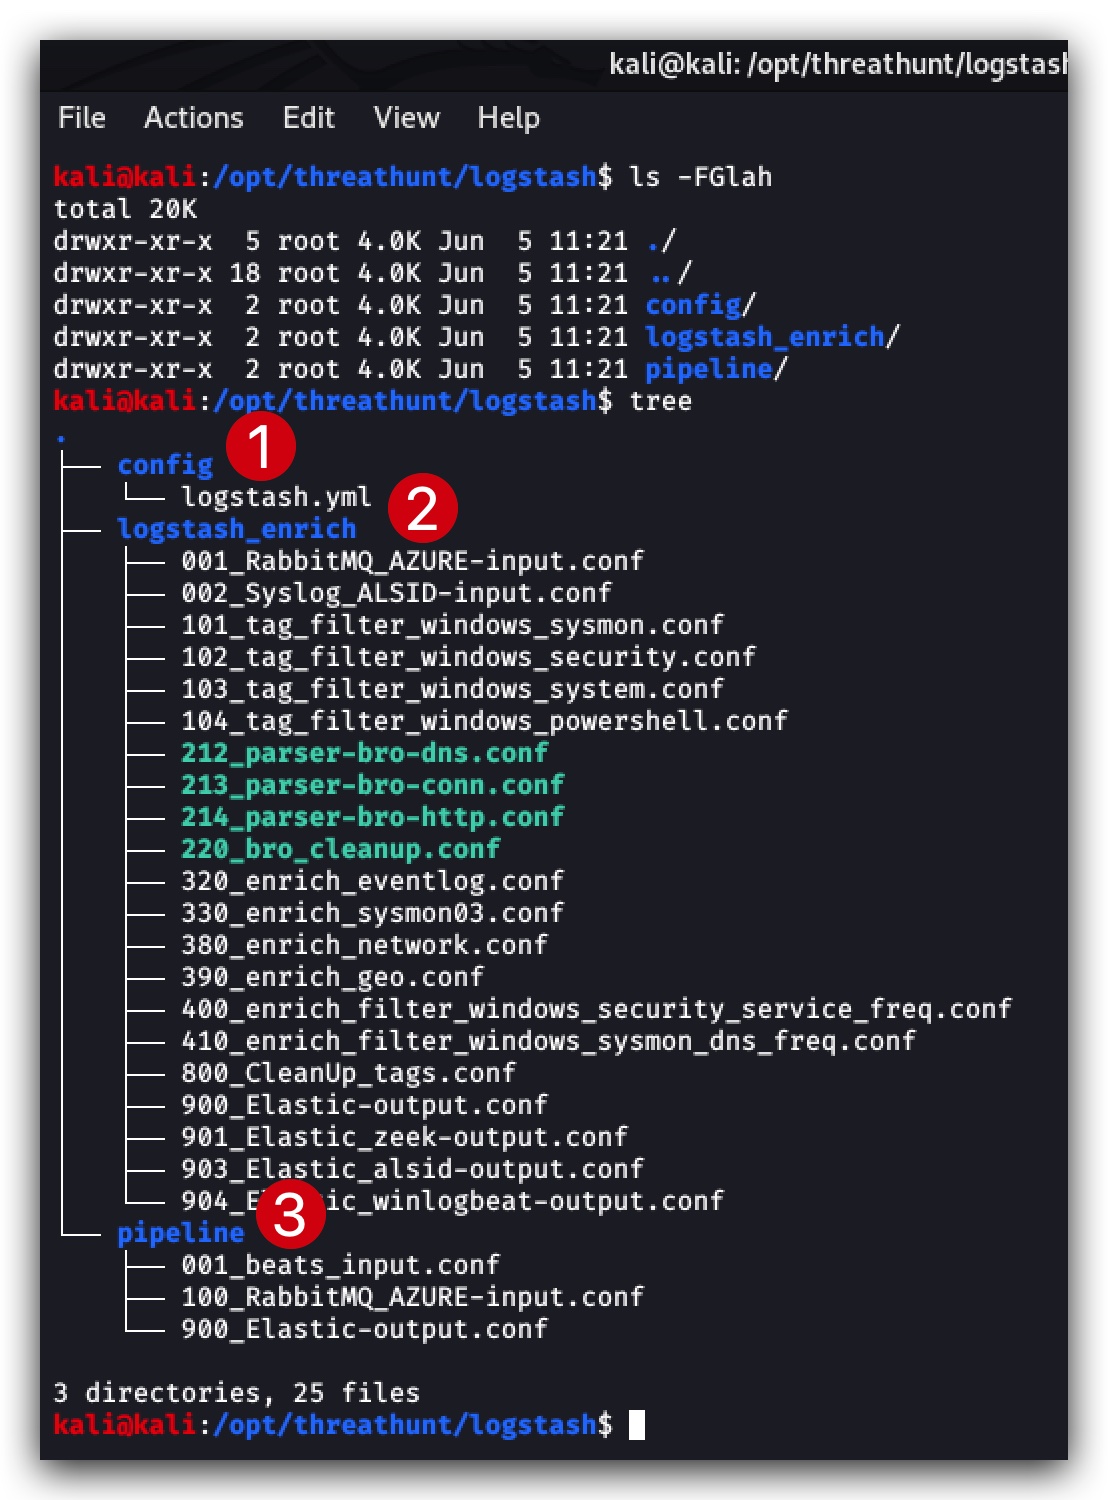 kali@kali: /opt/threathunt/logstash
File Actions Edit View Help
kali@kali:/opt/threathunt/logstash$ ls -FGlah
total 20K
drwxr-xr-x  5 root 4.0K Jun  5 11:21 ./
drwxr-xr-x 18 root 4.0K Jun  5 11:21 ../
drwxr-xr-x  2 root 4.0K Jun  5 11:21 config/
drwxr-xr-x  2 root 4.0K Jun  5 11:21 logstash_enrich/
drwxr-xr-x  2 root 4.0K Jun  5 11:21 pipeline/
kali@kali:/opt/threathunt/logstash$ tree
.
├── config 1
│   └── logstash.yml 2
├── logstash_enrich
│   ├── 001_RabbitMQ_AZURE-input.conf
│   ├── 002_Syslog_ALSID-input.conf
│   ├── 101_tag_filter_windows_sysmon.conf
│   ├── 102_tag_filter_windows_security.conf
│   ├── 103_tag_filter_windows_system.conf
│   ├── 104_tag_filter_windows_powershell.conf
│   ├── 212_parser-bro-dns.conf
│   ├── 213_parser-bro-conn.conf
│   ├── 214_parser-bro-http.conf
│   ├── 220_bro_cleanup.conf
│   ├── 320_enrich_eventlog.conf
│   ├── 330_enrich_sysmon03.conf
│   ├── 380_enrich_network.conf
│   ├── 390_enrich_geo.conf
│   ├── 400_enrich_filter_windows_security_service_freq.conf
│   ├── 410_enrich_filter_windows_sysmon_dns_freq.conf
│   ├── 800_CleanUp_tags.conf
│   ├── 900_Elastic-output.conf
│   ├── 901_Elastic_zeek-output.conf
│   ├── 903_Elastic_alsid-output.conf
│   └── 904_Elastic_winlogbeat-output.conf
└── pipeline 3
    ├── 001_beats_input.conf
    ├── 100_RabbitMQ_AZURE-input.conf
    └── 900_Elastic-output.conf
3 directories, 25 files
kali@kali:/opt/threathunt/logstash$